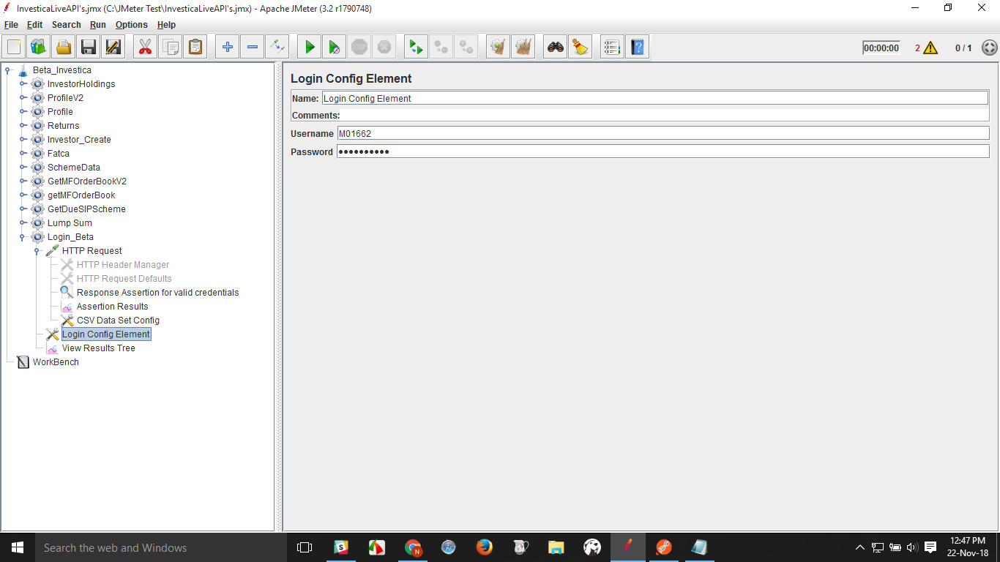 InvesticaLiveAPI's.jmx (C:\JMeter Test\InvesticaLiveAPI's.jmx) - Apache JMeter (3.2 r1790748)
File Edit Search Run Options Help
00:00:00 2 0 / 1
Beta_Investica
InvestorHoldings
ProfileV2
Profile
Returns
Investor_Create
Fatca
SchemeData
GetMFOrderBookV2
getMFOrderBook
GetDueSIPScheme
Lump Sum
Login_Beta
HTTP Request
HTTP Header Manager
HTTP Request Defaults
Response Assertion for valid credentials
Assertion Results
CSV Data Set Config
Login Config Element
View Results Tree
WorkBench
Login Config Element
Name: Login Config Element
Comments:
Username M01662
Password ●●●●●●●●●●
Search the web and Windows
12:47 PM
22-Nov-18